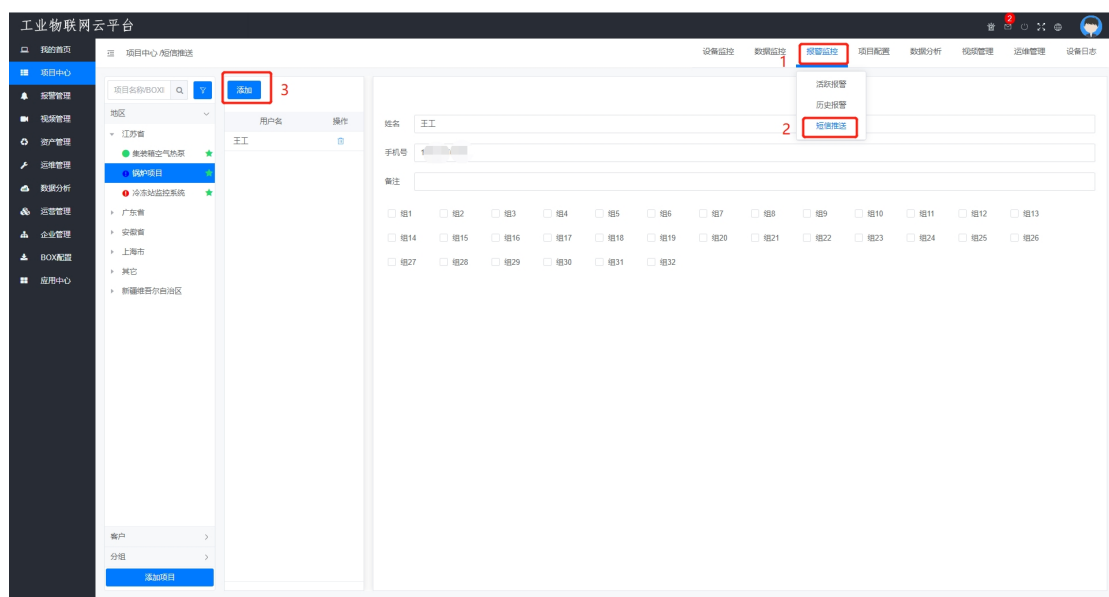 工业物联网云平台
2
我的首页
项目中心
报警管理
视频管理
资产管理
运维管理
数据分析
运营管理
企业管理
BOX配置
应用中心
项目中心 /短信推送
设备监控 数据监控 报警监控 项目配置 数据分析 视频管理 运维管理 设备日志
1
活跃报警
历史报警
短信推送
2
项目名称/BOX
添加
3
地区
江苏省
集装箱空气热泵
锅炉项目
冷冻站监控系统
广东省
安徽省
上海市
其它
新疆维吾尔自治区
客户
分组
添加项目
用户名 操作
王工
姓名 王工
手机号 1
备注
组1 组2 组3 组4 组5 组6 组7 组8 组9 组10 组11 组12 组13
组14 组15 组16 组17 组18 组19 组20 组21 组22 组23 组24 组25 组26
组27 组28 组29 组30 组31 组32